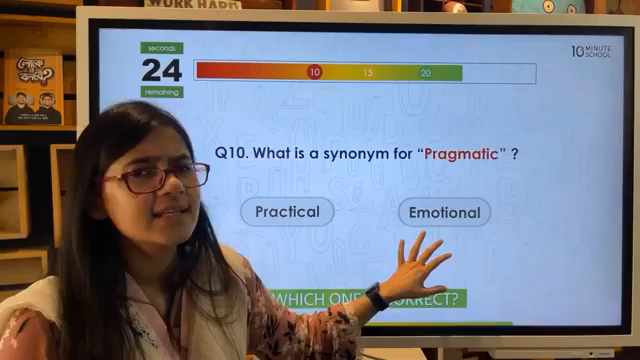 WORK HARD
10 MINUTE
SCHOOL
seconds
24
remaining
10
15
20
Q10. What is a synonym for “Pragmatic” ?
Practical
Emotional
WHICH ONE
CORRECT?